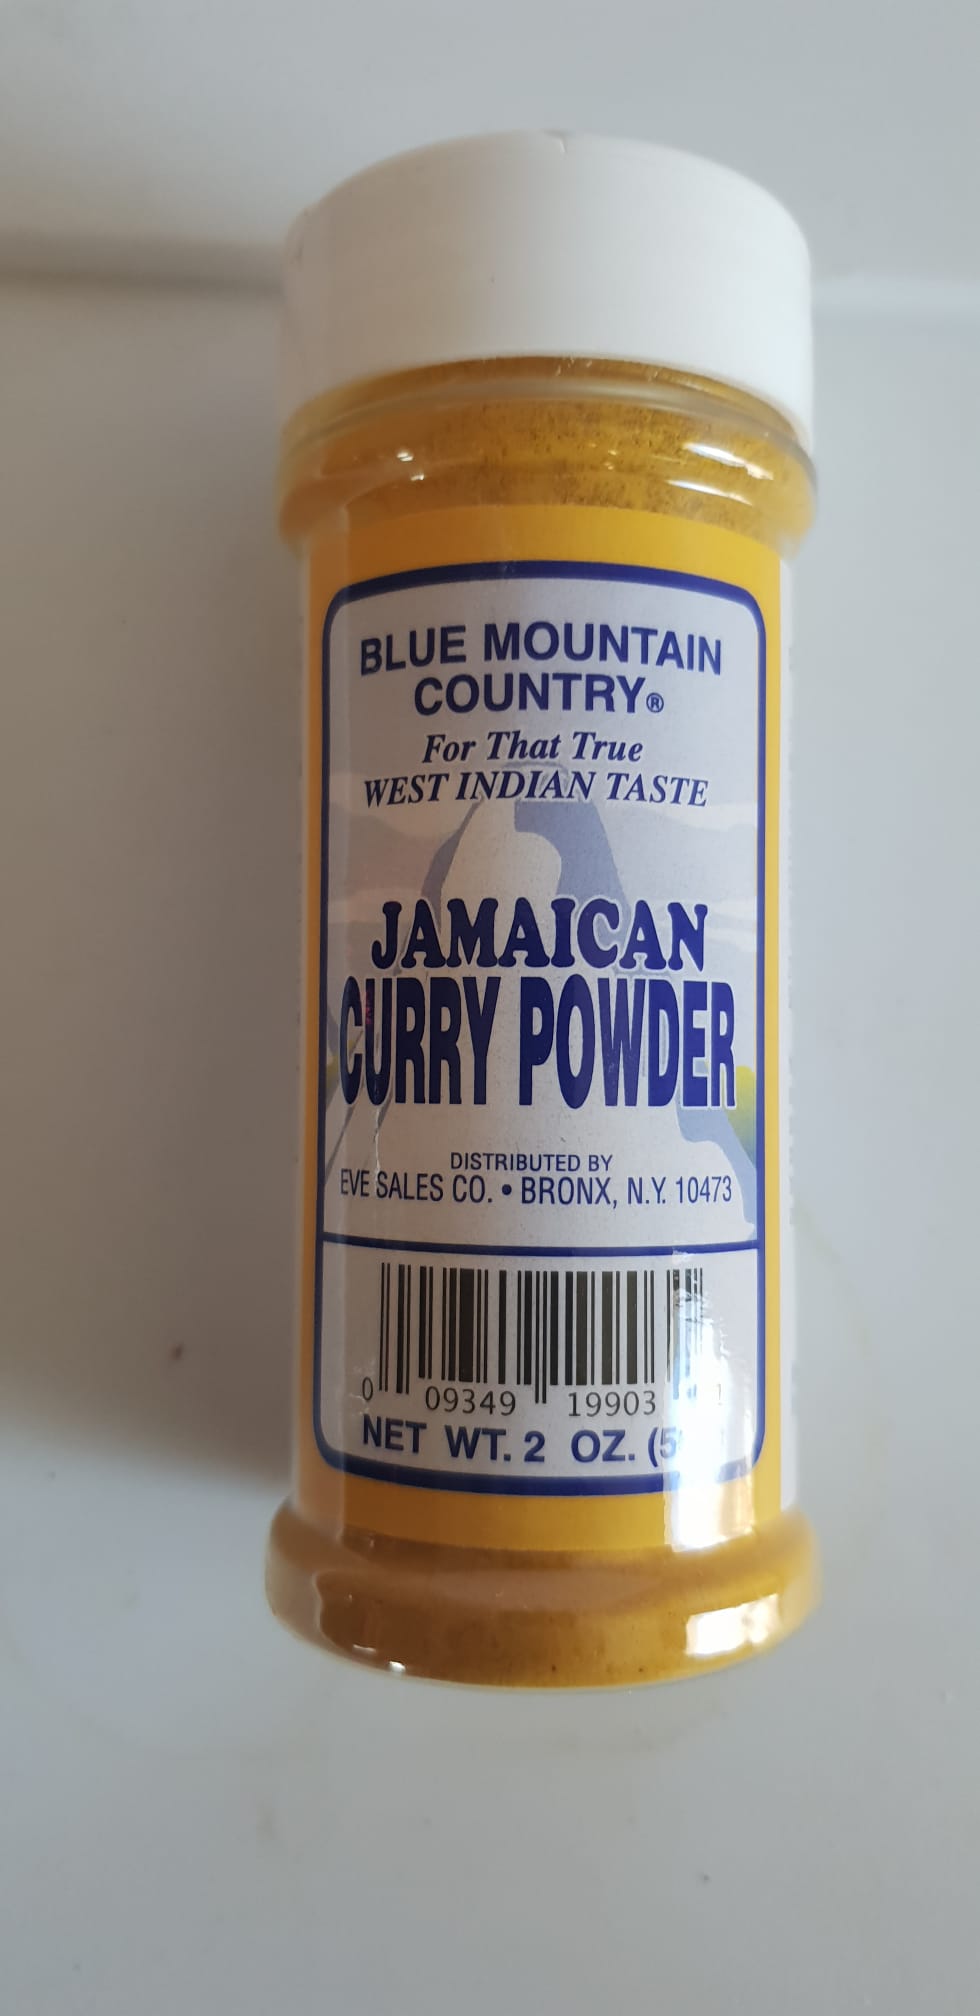 BLUE MOUNTAIN
COUNTRY®
For That True
WEST INDIAN TASTE
JAMAICAN
CURRY POWDER
DISTRIBUTED BY
EVE SALES CO. • BRONX, N.Y. 10473
0 09349 19903 1
NET WT. 2 OZ.